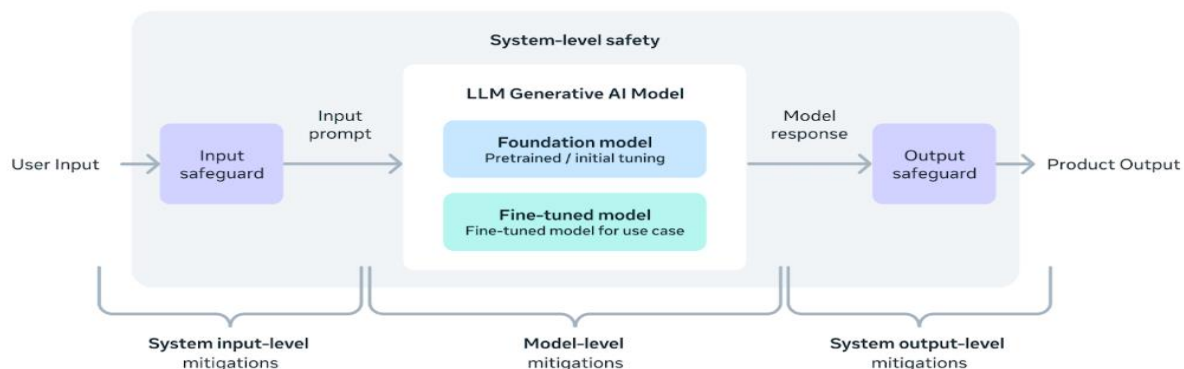 System-level safety
LLM Generative AI Model
Input
prompt
Model
response
User Input
Input
safeguard
Foundation model
Pretrained / initial tuning
Fine-tuned model
Fine-tuned model for use case
Output
safeguard
Product Output
System input-level
mitigations
Model-level
mitigations
System output-level
mitigations